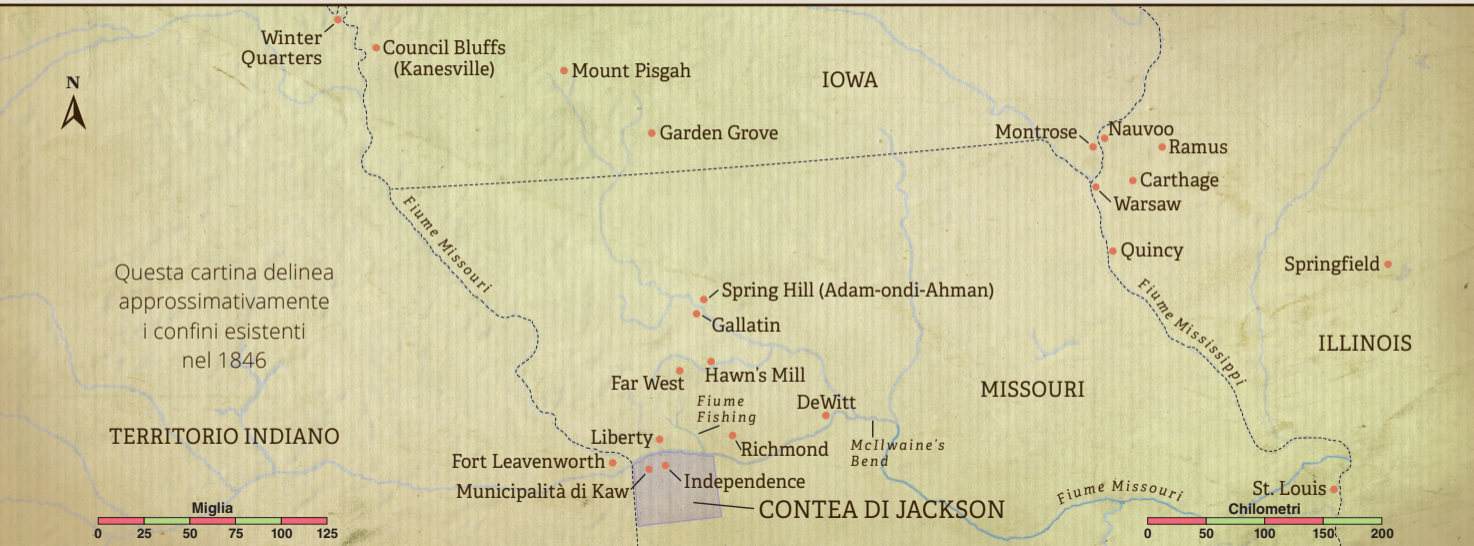 Winter
Quarters
Council Bluffs
(Kanesville)
Mount Pisgah
IOWA
N
Garden Grove
Montrose
Nauvoo
Ramus
Carthage
Warsaw
Fiume Missouri
Quincy
Springfield
Questa cartina delinea
approssimativamente
i confini esistenti
nel 1846
Spring Hill (Adam-ondi-Ahman)
Gallatin
Fiume Mississippi
ILLINOIS
Far West
Hawn's Mill
MISSOURI
Fiume
Fishing
DeWitt
TERRITORIO INDIANO
Liberty
Richmond
McIlwaine's
Bend
Fort Leavenworth
Municipalità di Kaw
Independence
CONTEA DI JACKSON
Fiume Missouri
St. Louis
Miglia
0 25 50 75 100 125
Chilometri
0 50 100 150 200